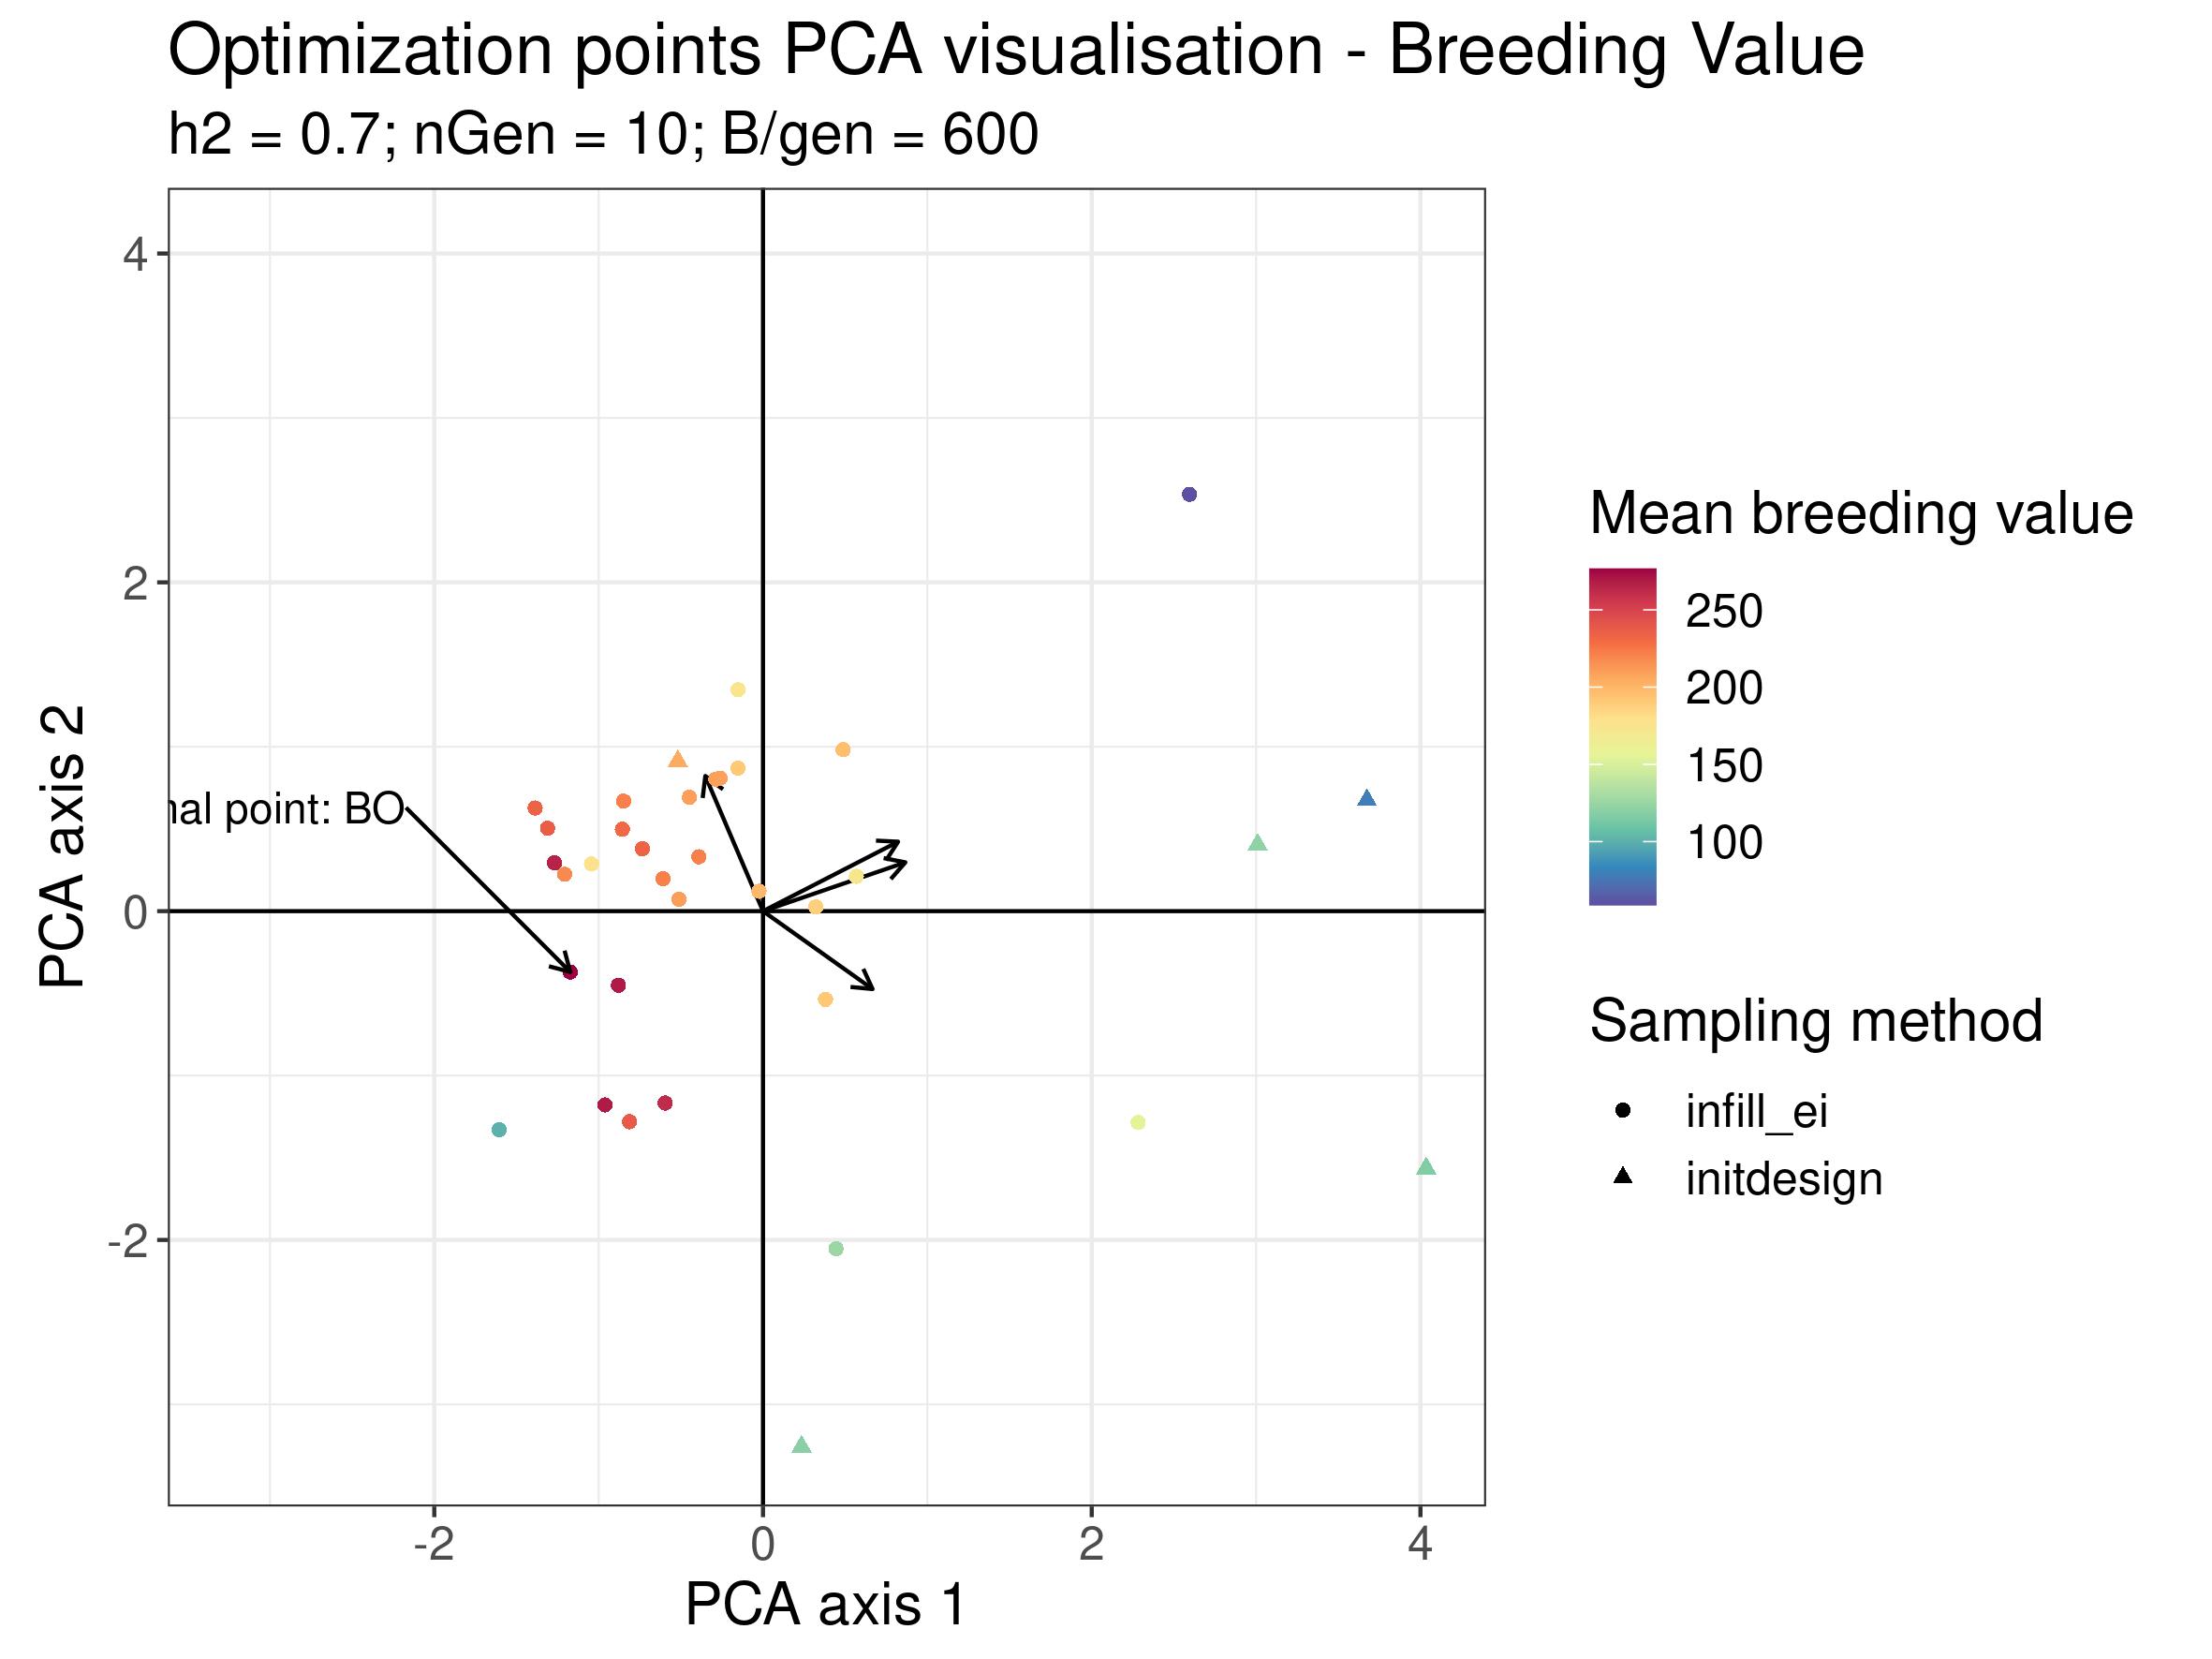 Optimization points PCA visualisation - Breeding Value
h2 = 0.7; nGen = 10; B/gen = 600
4
2
0
-2
PCA axis 2
point: BO
-2
0
2
4
PCA axis 1
Mean breeding value
250
200
150
100
Sampling method
infill_ei
initdesign